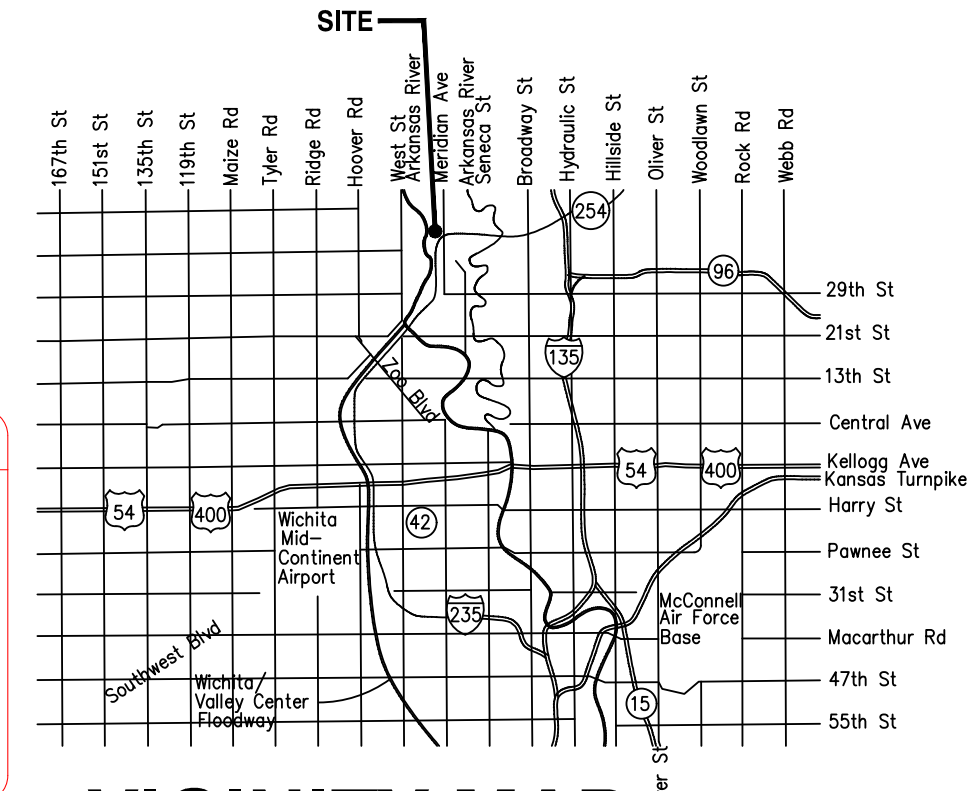 SITE
167th St
151st St
135th St
119th St
Maize Rd
Tyler Rd
Ridge Rd
Hoover Rd
West St
Arkansas River
Meridian Ave
Arkansas River
Seneca St
Broadway St
Hydraulic St
Hillside St
Oliver St
Woodlawn St
Rock Rd
Webb Rd
254
96
29th St
21st St
135
13th St
Zoo Blvd
Central Ave
Kellogg Ave
54
400
Kansas Turnpike
Harry St
54
400
42
Wichita
Mid-
Continent
Airport
Pawnee St
31st St
McConnell
Air Force
Base
235
Macarthur Rd
Southwest Blvd
47th St
Wichita/
Valley Center
Floodway
15
55th St
er St